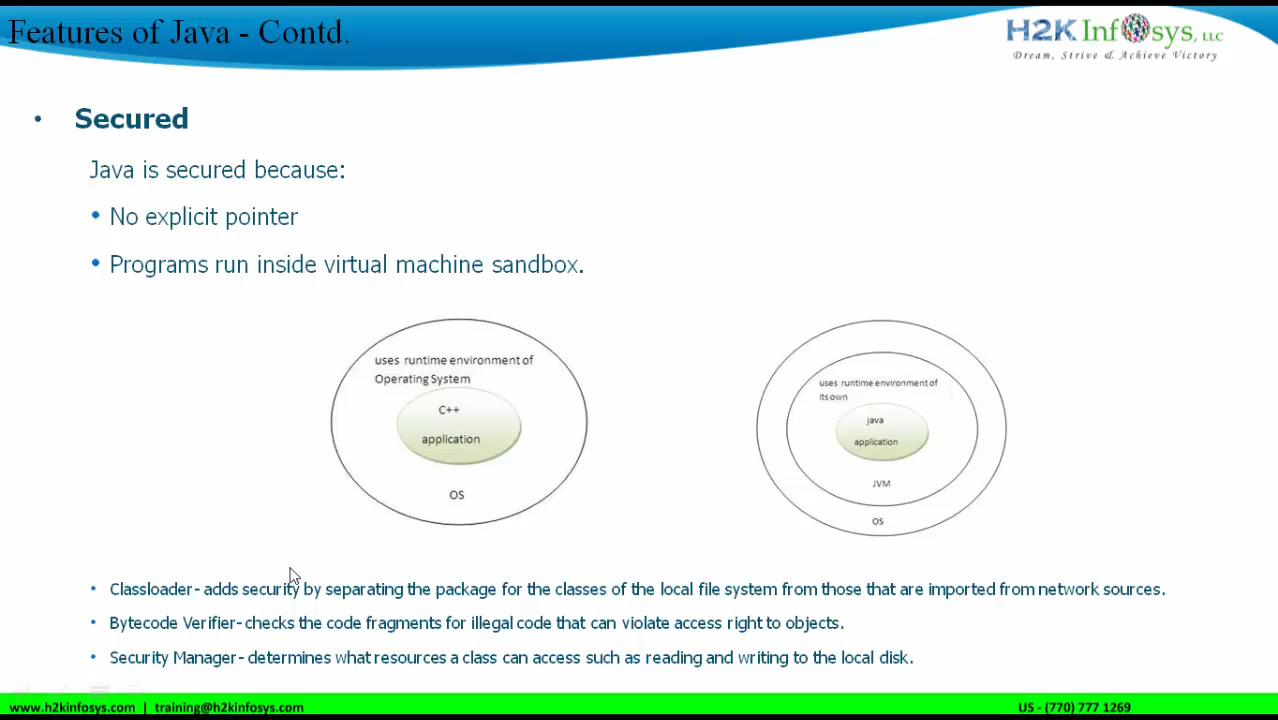 Features of Java - Contd.
H2K Infosys, LLC
Dream, Strive & Achieve Victory
• Secured
Java is secured because:
• No explicit pointer
• Programs run inside virtual machine sandbox.
uses runtime environment of
Operating System
C++
application
OS
uses runtime environment of
its own
java
application
JVM
OS
• Classloader- adds security by separating the package for the classes of the local file system from those that are imported from network sources.
• Bytecode Verifier-checks the code fragments for illegal code that can violate access right to objects.
• Security Manager- determines what resources a class can access such as reading and writing to the local disk.
www.h2kinfosys.com | training@h2kinfosys.com
US - (770) 777 1269